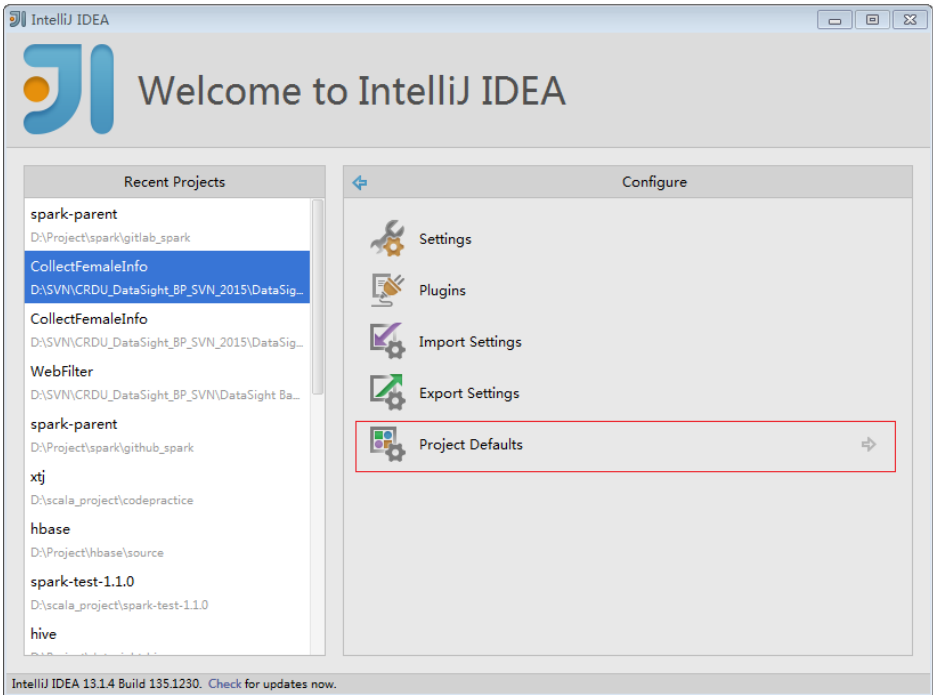 IntelliJ IDEA
Welcome to IntelliJ IDEA
Recent Projects
spark-parent
D:\Project\spark\gitlab_spark
CollectFemaleInfo
D:\SVN\CRDU_DataSight_BP_SVN_2015\DataSig...
CollectFemaleInfo
D:\SVN\CRDU_DataSight_BP_SVN_2015\DataSig...
WebFilter
D:\SVN\CRDU_DataSight_BP_SVN\DataSight Ba...
spark-parent
D:\Project\spark\github_spark
xtj
D:\scala_project\codepractice
hbase
D:\Project\hbase\source
spark-test-1.1.0
D:\scala_project\spark-test-1.1.0
hive
Configure
Settings
Plugins
Import Settings
Export Settings
Project Defaults
IntelliJ IDEA 13.1.4 Build 135.1230. Check for updates now.